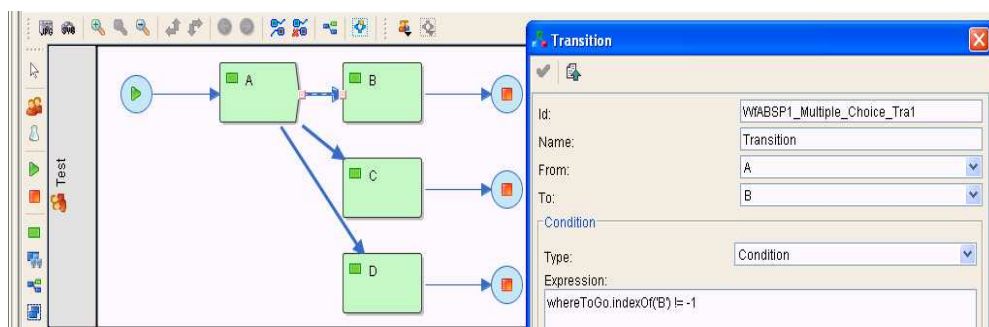 Transition
A
B
Test
C
D
Id:
WfABSP1_Multiple_Choice_Tra1
Name:
Transition
From:
A
To:
B
Condition
Type:
Condition
Expression:
whereToGo.indexOf('B') != -1